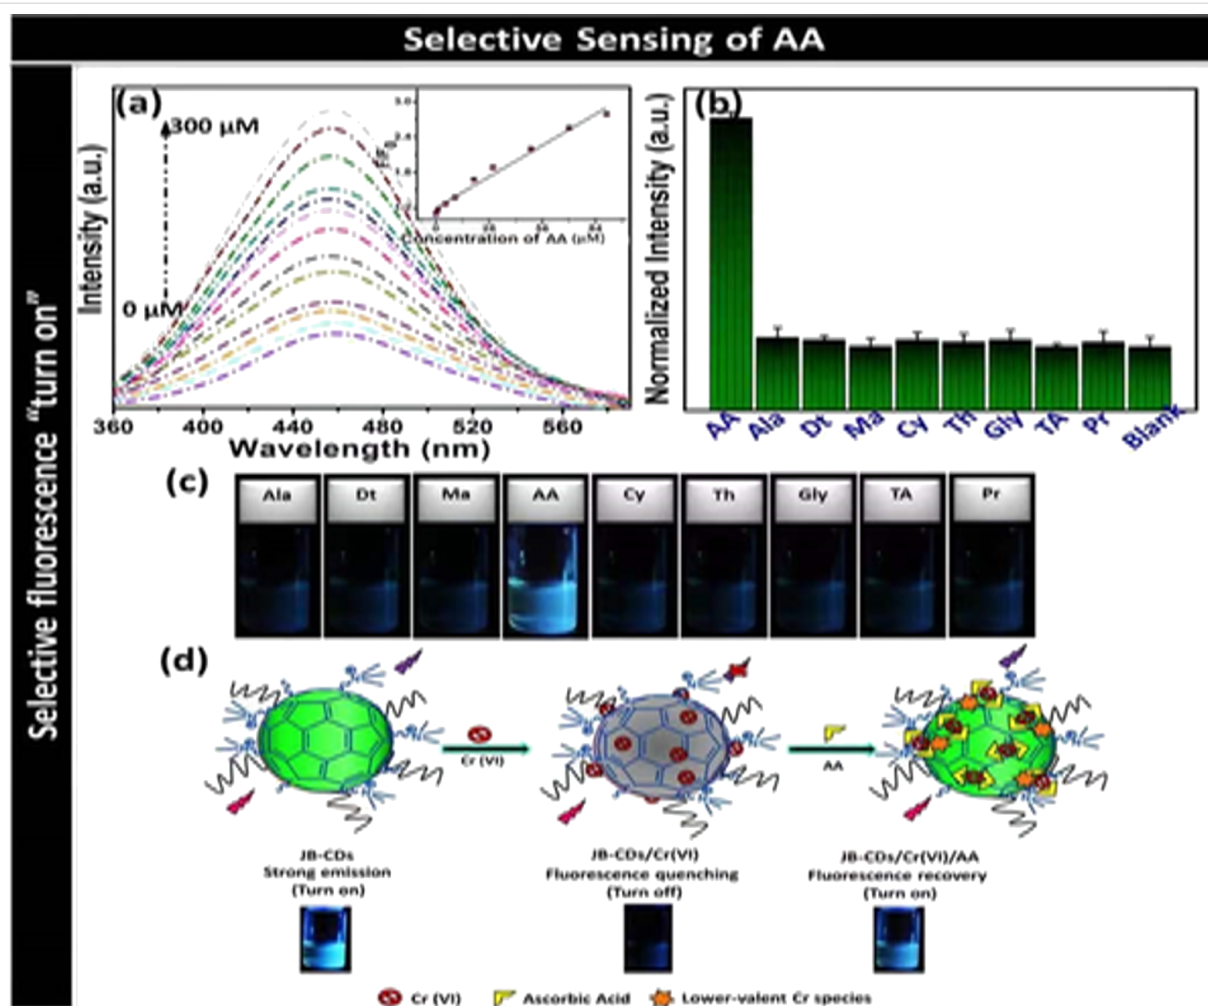 Selective Sensing of AA
Selective fluorescence “turn on”
(a)
300 μM
0 μM
Intensity (a.u.)
360 400 440 480 520 560
Wavelength (nm)
3.0
Concentration of AA (μM)
(b)
Normalized Intensity (a.u.)
AA Ala Dt Ma Cy Th Gly TA Pr Blank
(c)
Ala Dt Ma AA Cy Th Gly TA Pr
(d)
Cr (VI)
AA
JB-CDs
Strong emission
(Turn on)
JB-CDs/Cr(VI)
Fluorescence quenching
(Turn off)
JB-CDs/Cr(VI)/AA
Fluorescence recovery
(Turn on)
Cr (VI) Ascorbic Acid Lower-valent Cr species